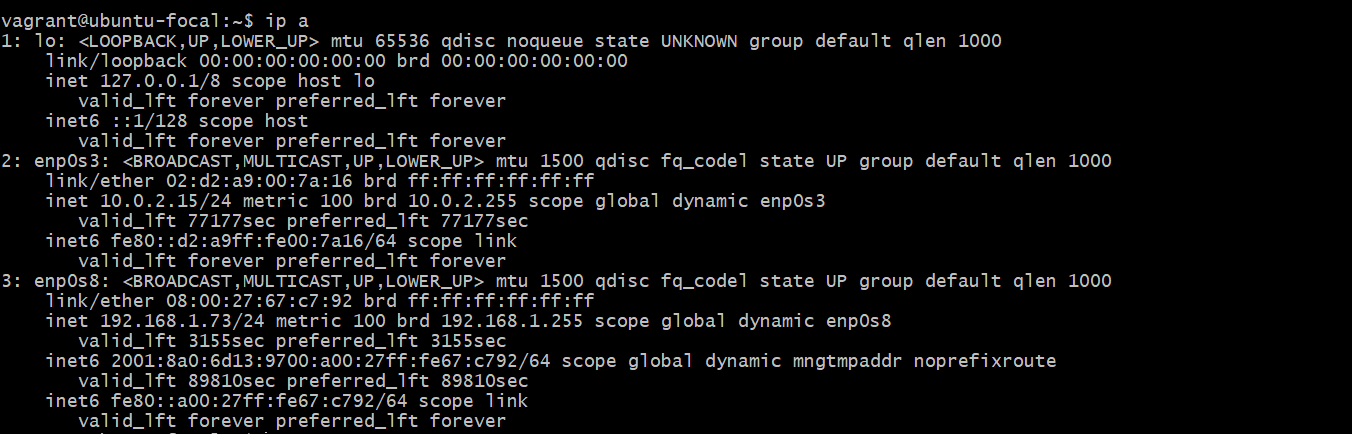 vagrant@ubuntu-focal:~$ ip a
1: lo: <LOOPBACK,UP,LOWER_UP> mtu 65536 qdisc noqueue state UNKNOWN group default qlen 1000
    link/loopback 00:00:00:00:00:00 brd 00:00:00:00:00:00
    inet 127.0.0.1/8 scope host lo
       valid_lft forever preferred_lft forever
    inet6 ::1/128 scope host
       valid_lft forever preferred_lft forever
2: enp0s3: <BROADCAST,MULTICAST,UP,LOWER_UP> mtu 1500 qdisc fq_codel state UP group default qlen 1000
    link/ether 02:d2:a9:00:7a:16 brd ff:ff:ff:ff:ff:ff
    inet 10.0.2.15/24 metric 100 brd 10.0.2.255 scope global dynamic enp0s3
       valid_lft 77177sec preferred_lft 77177sec
    inet6 fe80::d2:a9ff:fe00:7a16/64 scope link
       valid_lft forever preferred_lft forever
3: enp0s8: <BROADCAST,MULTICAST,UP,LOWER_UP> mtu 1500 qdisc fq_codel state UP group default qlen 1000
    link/ether 08:00:27:67:c7:92 brd ff:ff:ff:ff:ff:ff
    inet 192.168.1.73/24 metric 100 brd 192.168.1.255 scope global dynamic enp0s8
       valid_lft 3155sec preferred_lft 3155sec
    inet6 2001:8a0:6d13:9700:a00:27ff:fe67:c792/64 scope global dynamic mngtmpaddr noprefixroute
       valid_lft 89810sec preferred_lft 89810sec
    inet6 fe80::a00:27ff:fe67:c792/64 scope link
       valid_lft forever preferred_lft forever